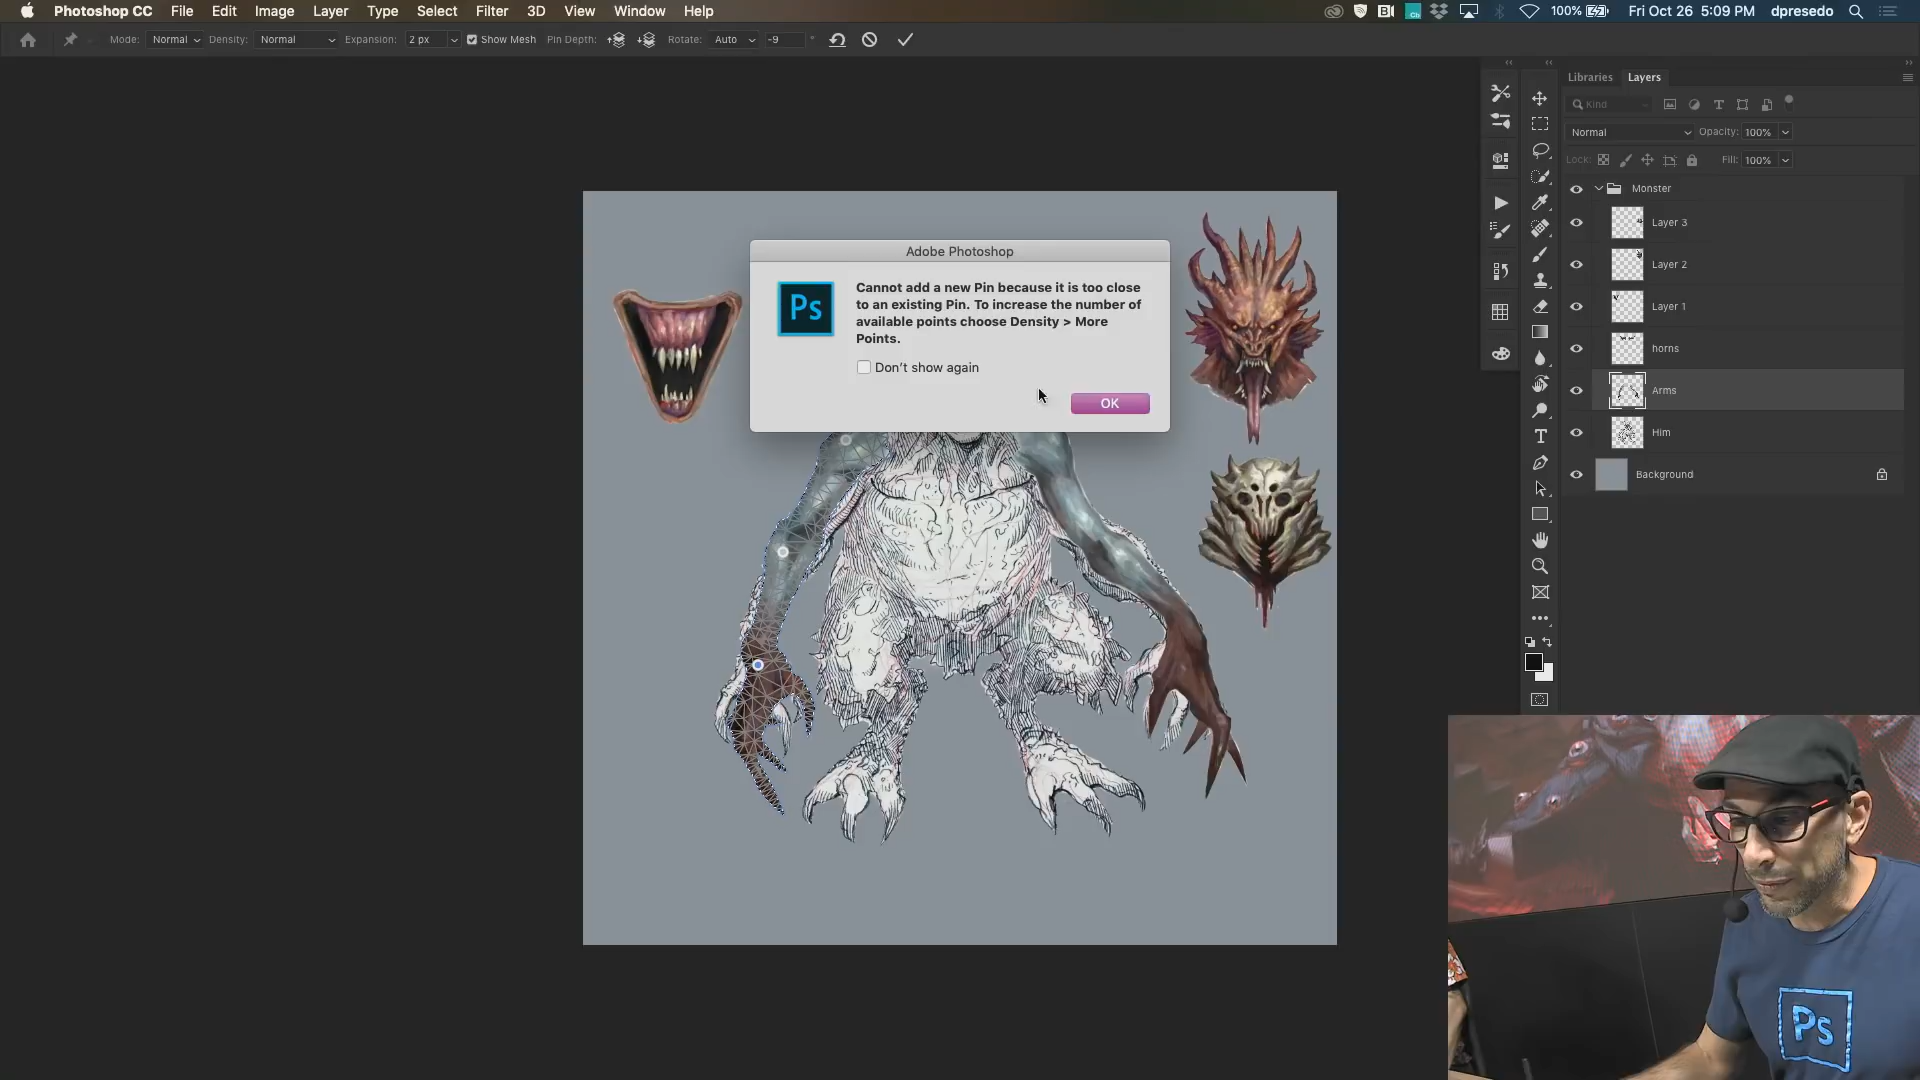 Photoshop CC File Edit Image Layer Type Select Filter 3D View Window Help
100% Fri Oct 26 5:09 PM dpresedo
Mode: Normal Density: Normal Expansion: 2 px Show Mesh Pin Depth: Rotate: Auto -9 °
Libraries Layers
Kind
Normal Opacity: 100%
Lock: Fill: 100%
Monster
Layer 3
Layer 2
Layer 1
horns
Arms
Him
Background
Adobe Photoshop
Ps
Cannot add a new Pin because it is too close
to an existing Pin. To increase the number of
available points choose Density > More
Points.
Don't show again
OK
Ps